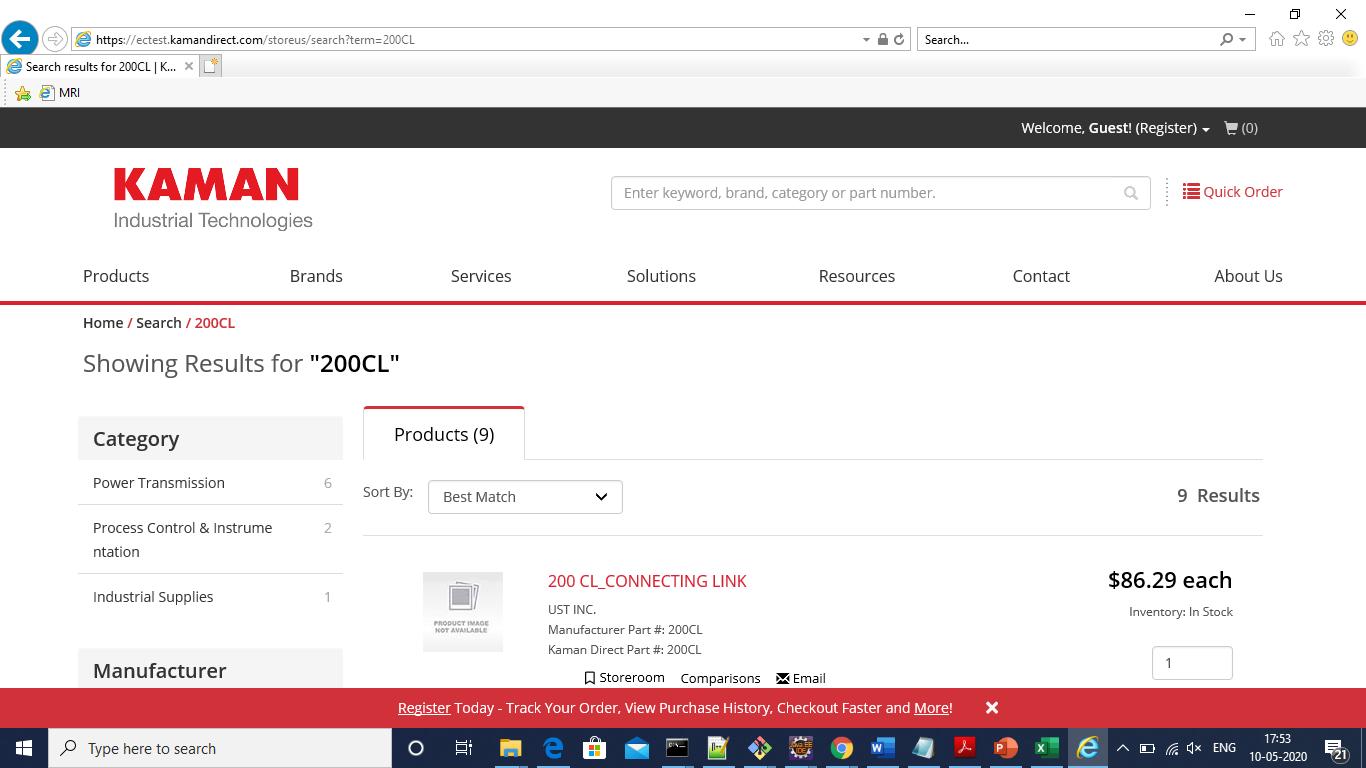 https://ectest.kamandirect.com/storeus/search?term=200CL
Search...
Search results for 200CL | K...
MRI
Welcome, Guest! (Register)
(0)
KAMAN
Industrial Technologies
Enter keyword, brand, category or part number.
Quick Order
Products
Brands
Services
Solutions
Resources
Contact
About Us
Home / Search / 200CL
Showing Results for "200CL"
Category
Power Transmission 6
Process Control & Instrume
ntation
2
Industrial Supplies 1
Manufacturer
Products (9)
Sort By:
Best Match
9 Results
PRODUCT IMAGE
NOT AVAILABLE
200 CL_CONNECTING LINK
UST INC.
Manufacturer Part #: 200CL
Kaman Direct Part #: 200CL
Storeroom
Comparisons
Email
$86.29 each
Inventory: In Stock
1
Register Today - Track Your Order, View Purchase History, Checkout Faster and More!
Type here to search
ENG
17:53
10-05-2020
21